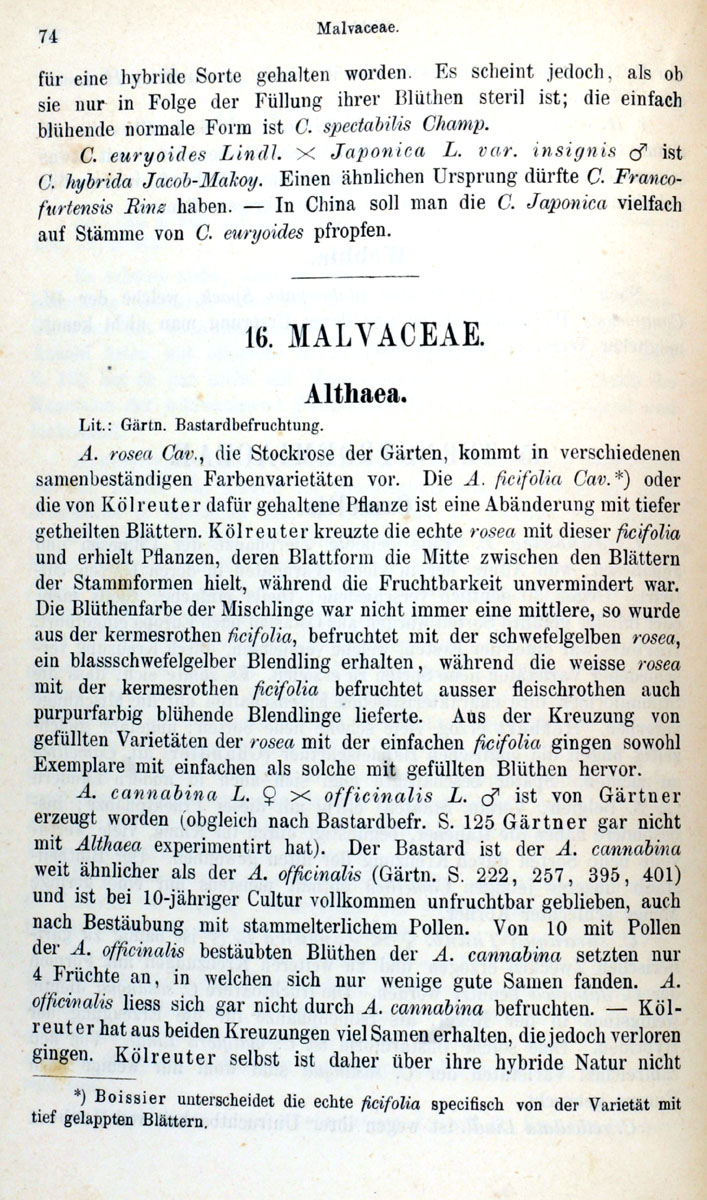 74
Malvaceae.
für eine hybride Sorte gehalten worden. Es scheint jedoch, als ob
sie nur in Folge der Füllung ihrer Blüthen steril ist; die einfach
blühende normale Form ist C. spectabilis Champ.
C. euryoides Lindl. × Japonica L. var. insignis ♂ ist
C. hybrida Jacob-Makoy. Einen ähnlichen Ursprung dürfte C. Franco-
furtensis Rinz haben. — In China soll man die C. Japonica vielfach
auf Stämme von C. euryoides pfropfen.
16. MALVACEAE.
Althaea.
Lit.: Gärtn. Bastardbefruchtung.
A. rosea Cav., die Stockrose der Gärten, kommt in verschiedenen
samenbeständigen Farbenvarietäten vor. Die A. ficifolia Cav.*) oder
die von Kölreuter dafür gehaltene Pflanze ist eine Abänderung mit tiefer
getheilten Blättern. Kölreuter kreuzte die echte rosea mit dieser ficifolia
und erhielt Pflanzen, deren Blattform die Mitte zwischen den Blättern
der Stammformen hielt, während die Fruchtbarkeit unvermindert war.
Die Blüthenfarbe der Mischlinge war nicht immer eine mittlere, so wurde
aus der kermesrothen ficifolia, befruchtet mit der schwefelgelben rosea,
ein blassschwefelgelber Blendling erhalten, während die weisse rosea
mit der kermesrothen ficifolia befruchtet ausser fleischrothen auch
purpurfarbig blühende Blendlinge lieferte. Aus der Kreuzung von
gefüllten Varietäten der rosea mit der einfachen ficifolia gingen sowohl
Exemplare mit einfachen als solche mit gefüllten Blüthen hervor.
A. cannabina L. ♀ × officinalis L. ♂ ist von Gärtner
erzeugt worden (obgleich nach Bastardbefr. S. 125 Gärtner gar nicht
mit Althaea experimentirt hat). Der Bastard ist der A. cannabina
weit ähnlicher als der A. officinalis (Gärtn. S. 222, 257, 395, 401)
und ist bei 10-jähriger Cultur vollkommen unfruchtbar geblieben, auch
nach Bestäubung mit stammelterlichem Pollen. Von 10 mit Pollen
der A. officinalis bestäubten Blüthen der A. cannabina setzten nur
4 Früchte an, in welchen sich nur wenige gute Samen fanden. A.
officinalis liess sich gar nicht durch A. cannabina befruchten. — Köl-
reuter hat aus beiden Kreuzungen viel Samen erhalten, die jedoch verloren
gingen. Kölreuter selbst ist daher über ihre hybride Natur nicht
*) Boissier unterscheidet die echte ficifolia specifisch von der Varietät mit
tief gelappten Blättern.